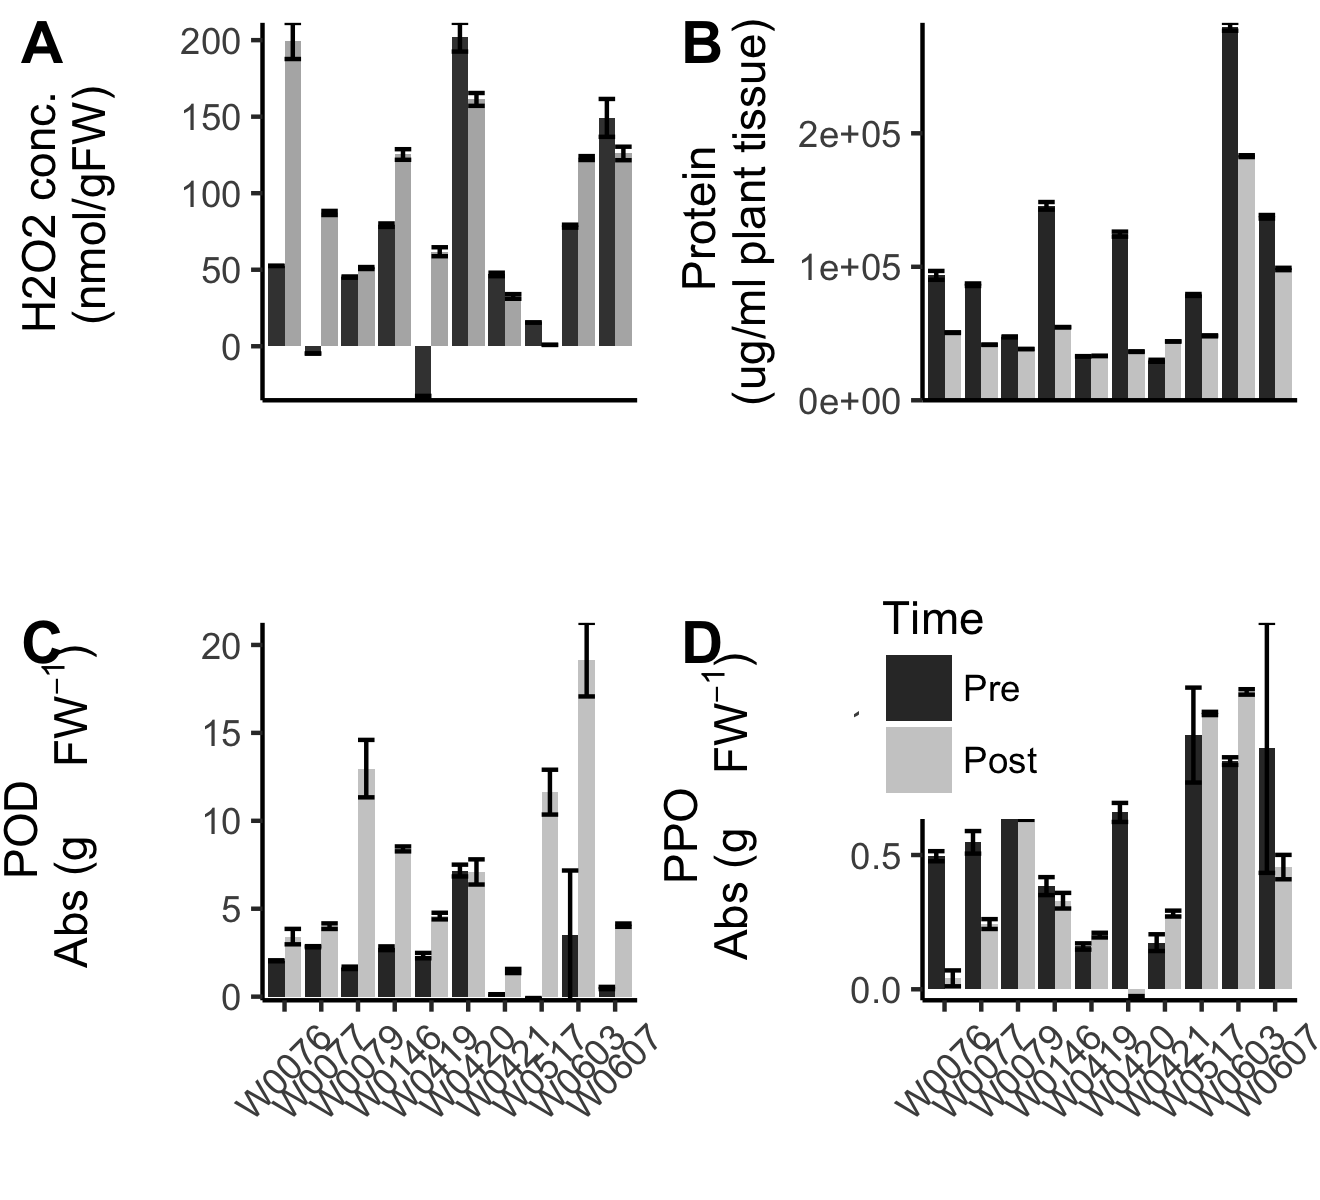 A
H2O2 conc.
(nmol/gFW)
200
150
100
50
0
B
Protein
(ug/ml plant tissue)
2e+05
1e+05
0e+00
C
POD
Abs (g FW⁻¹)
20
15
10
5
0
W0076
W0077
W0079
W0146
W0419
W0420
W0421
W0517
W0603
W0607
D
PPO
Abs (g FW⁻¹)
Time
Pre
Post
0.5
0.0
W0076
W0077
W0079
W0146
W0419
W0420
W0421
W0517
W0603
W0607